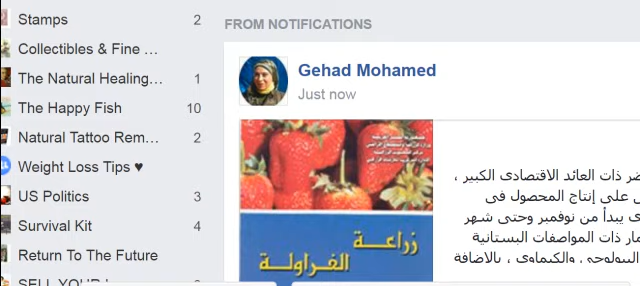 Stamps 2
Collectibles & Fine ...
The Natural Healing... 1
The Happy Fish 10
Natural Tattoo Rem... 2
Weight Loss Tips ♥
US Politics 3
Survival Kit 4
Return To The Future
FROM NOTIFICATIONS
Gehad Mohamed
Just now
زراعة
الفراولة
ذات العائد الاقتصادى الكبير ،
على إنتاج المحصول فى
يبدأ من نوفمبر وحتى شهر
ذات المواصفات البستانية
والكيماوى ، بالاضافة